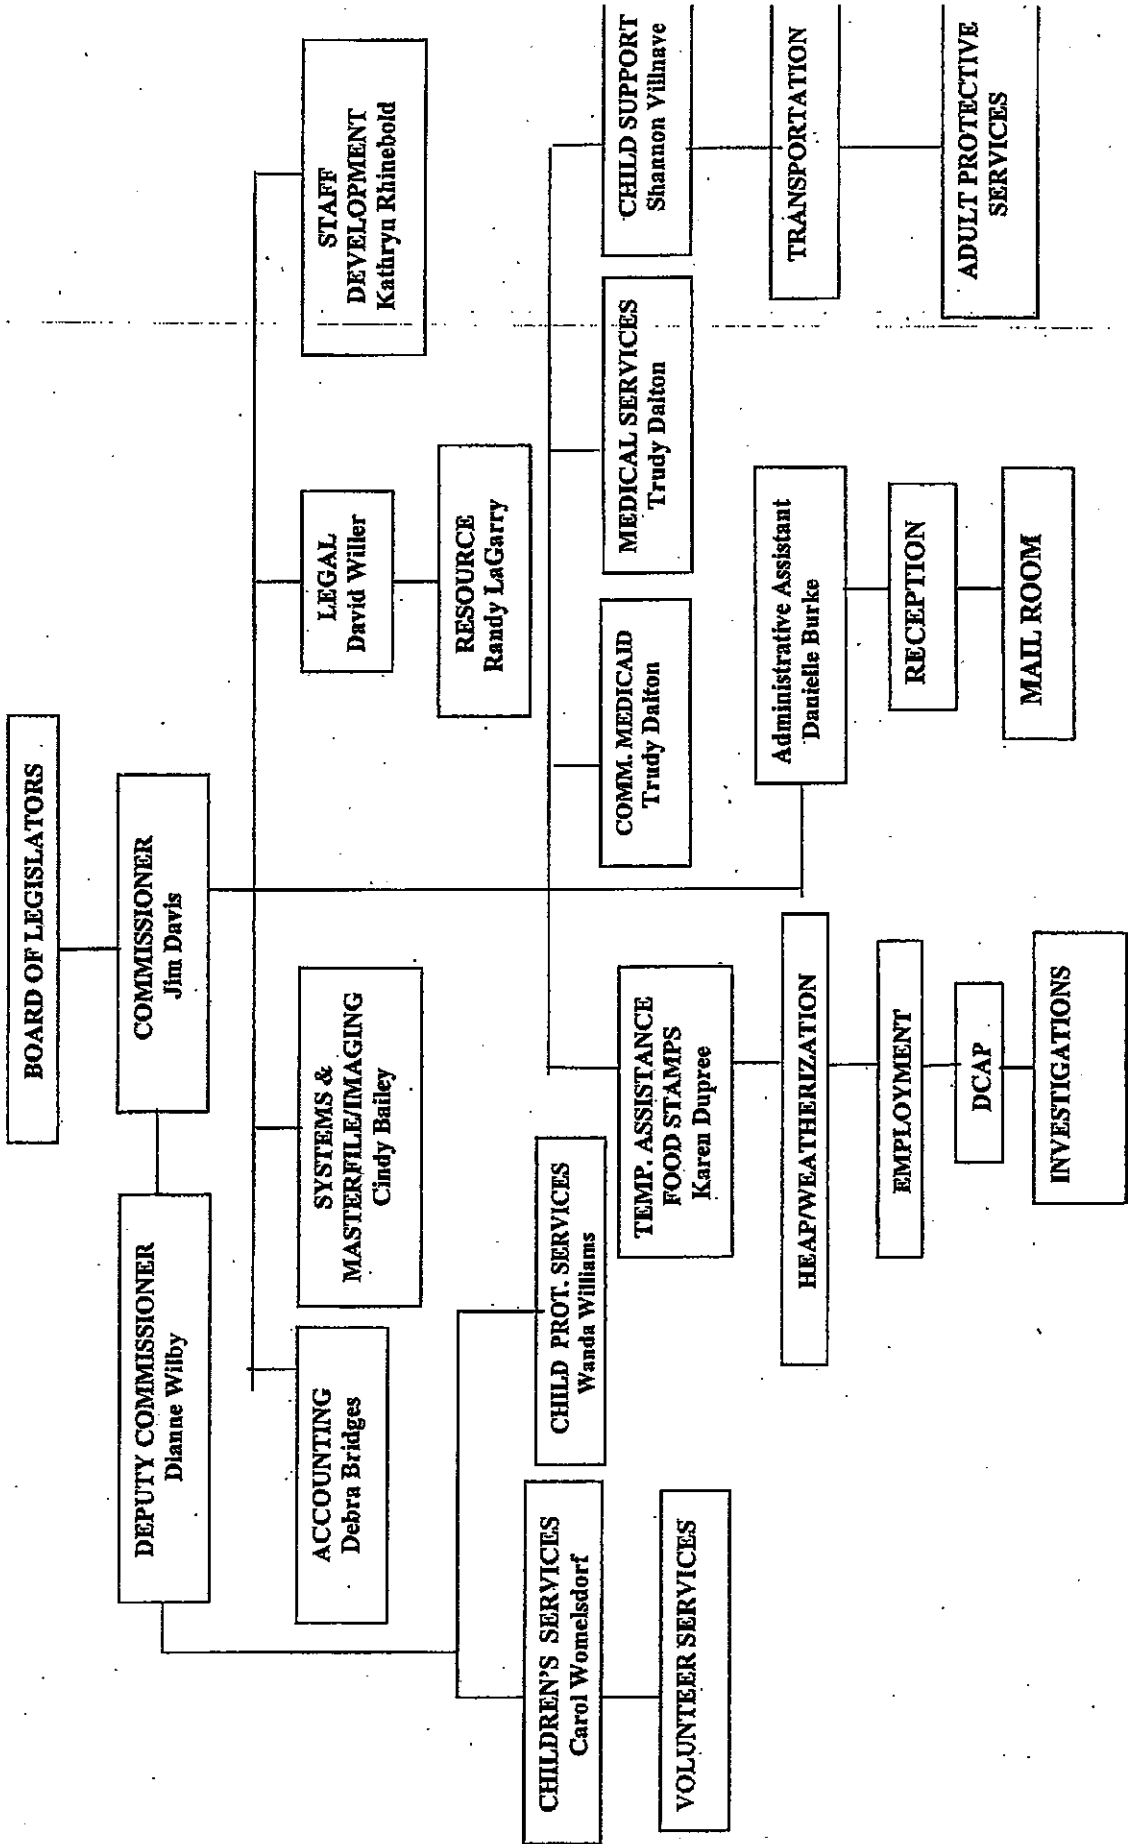 BOARD OF LEGISLATORS
COMMISSIONER
Jim Davis
DEPUTY COMMISSIONER
Dianne Wilby
ACCOUNTING
Debra Bridges
SYSTEMS &
MASTERFILE/IMAGING
Cindy Bailey
LEGAL
David Willer
STAFF
DEVELOPMENT
Kathryn Rhinebold
RESOURCE
Randy LaGarry
CHILDREN'S SERVICES
Carol Womelsdorf
CHILD PROT. SERVICES
Wanda Williams
TEMP. ASSISTANCE
FOOD STAMPS
Karen Dupree
COMM. MEDICAID
Trudy Dalton
MEDICAL SERVICES
Trudy Dalton
CHILD SUPPORT
Shannon Villnave
VOLUNTEER SERVICES
HEAP/WEATHERIZATION
Administrative Assistant
Danielle Burke
TRANSPORTATION
EMPLOYMENT
RECEPTION
ADULT PROTECTIVE
SERVICES
DCAP
MAIL ROOM
INVESTIGATIONS